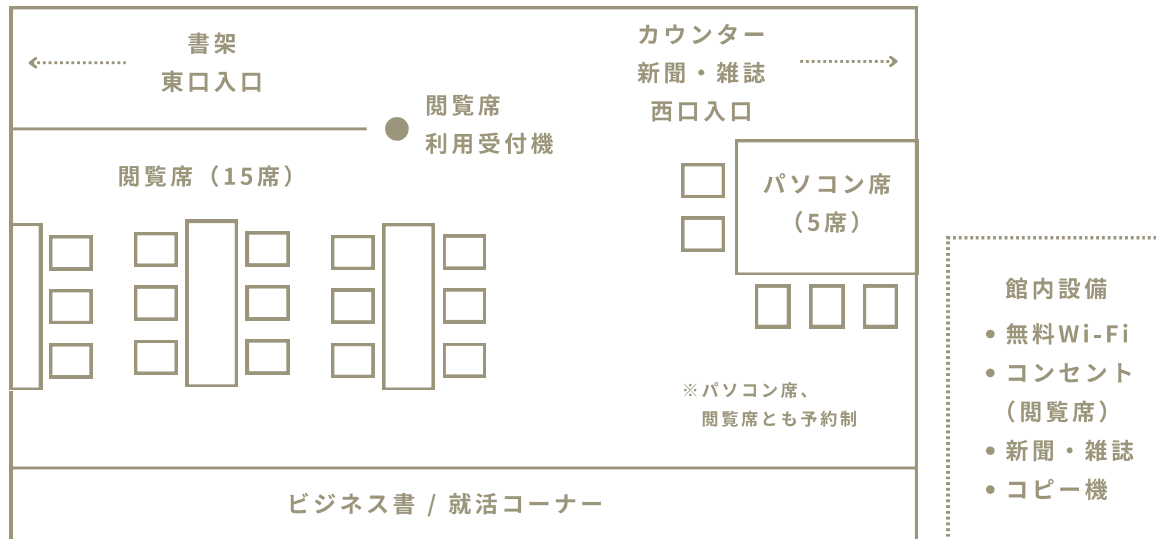 書架
東口入口
カウンター
新聞・雑誌
西口入口
閲覧席
利用受付機
閲覧席（15席）
パソコン席
（5席）
※パソコン席、
閲覧席とも予約制
ビジネス書 / 就活コーナー
館内設備
• 無料Wi-Fi
• コンセント
（閲覧席）
• 新聞・雑誌
• コピー機